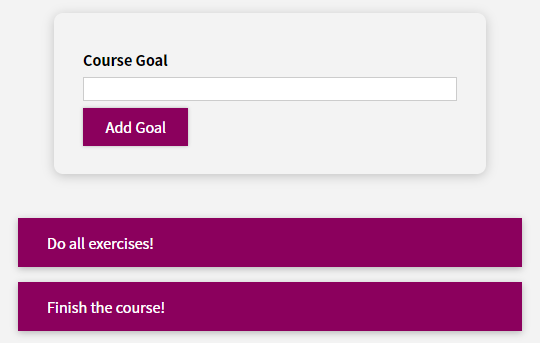 Course Goal
Add Goal
Do all exercises!
Finish the course!